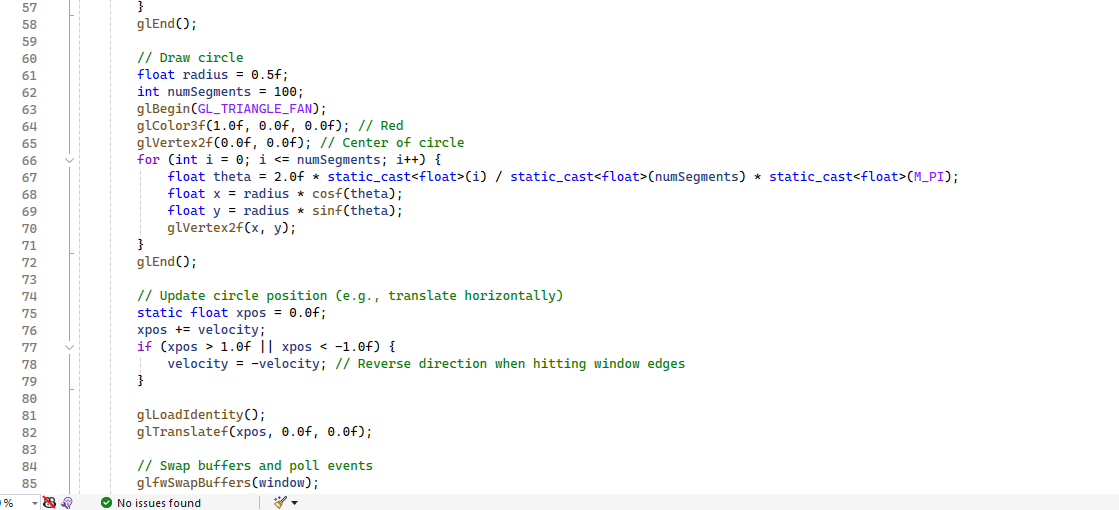 57 }
58 glEnd();
59
60 // Draw circle
61 float radius = 0.5f;
62 int numSegments = 100;
63 glBegin(GL_TRIANGLE_FAN);
64 glColor3f(1.0f, 0.0f, 0.0f); // Red
65 glVertex2f(0.0f, 0.0f); // Center of circle
66 for (int i = 0; i <= numSegments; i++) {
67 float theta = 2.0f * static_cast<float>(i) / static_cast<float>(numSegments) * static_cast<float>(M_PI);
68 float x = radius * cosf(theta);
69 float y = radius * sinf(theta);
70 glVertex2f(x, y);
71 }
72 glEnd();
73
74 // Update circle position (e.g., translate horizontally)
75 static float xpos = 0.0f;
76 xpos += velocity;
77 if (xpos > 1.0f || xpos < -1.0f) {
78 velocity = -velocity; // Reverse direction when hitting window edges
79 }
80
81 glLoadIdentity();
82 glTranslatef(xpos, 0.0f, 0.0f);
83
84 // Swap buffers and poll events
85 glfwSwapBuffers(window);
% No issues found